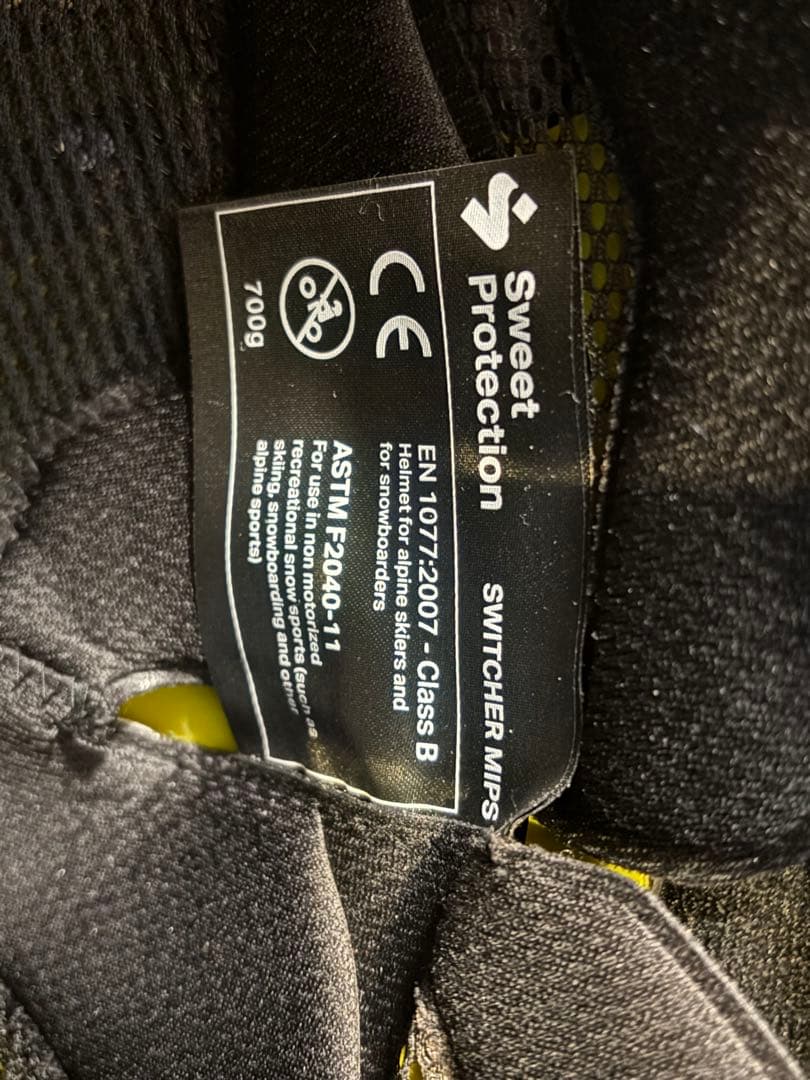 Sweet
Protection
SWITCHER MIPS
CE
EN 1077:2007 - Class B
Helmet for alpine skiers and
for snowboarders
ASTM F2040-11
For use in non motorized
recreational snow sports (such as
skiing, snowboarding and other
alpine sports)
700g